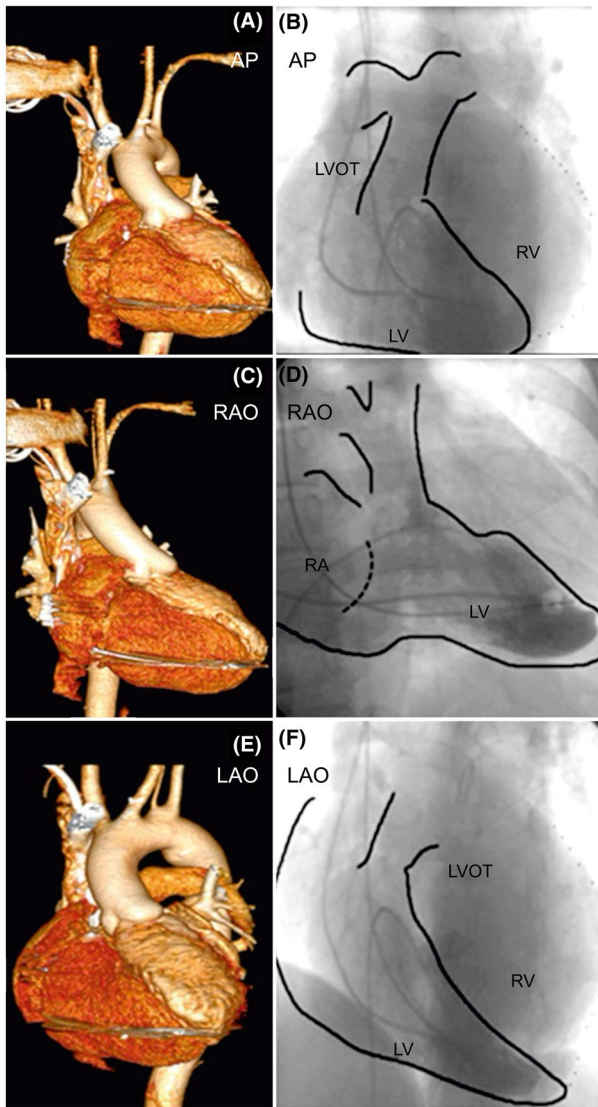 (A)
AP
(B)
AP
LVOT
RV
LV
(C)
RAO
(D)
RAO
RA
LV
(E)
LAO
(F)
LAO
LVOT
RV
LV